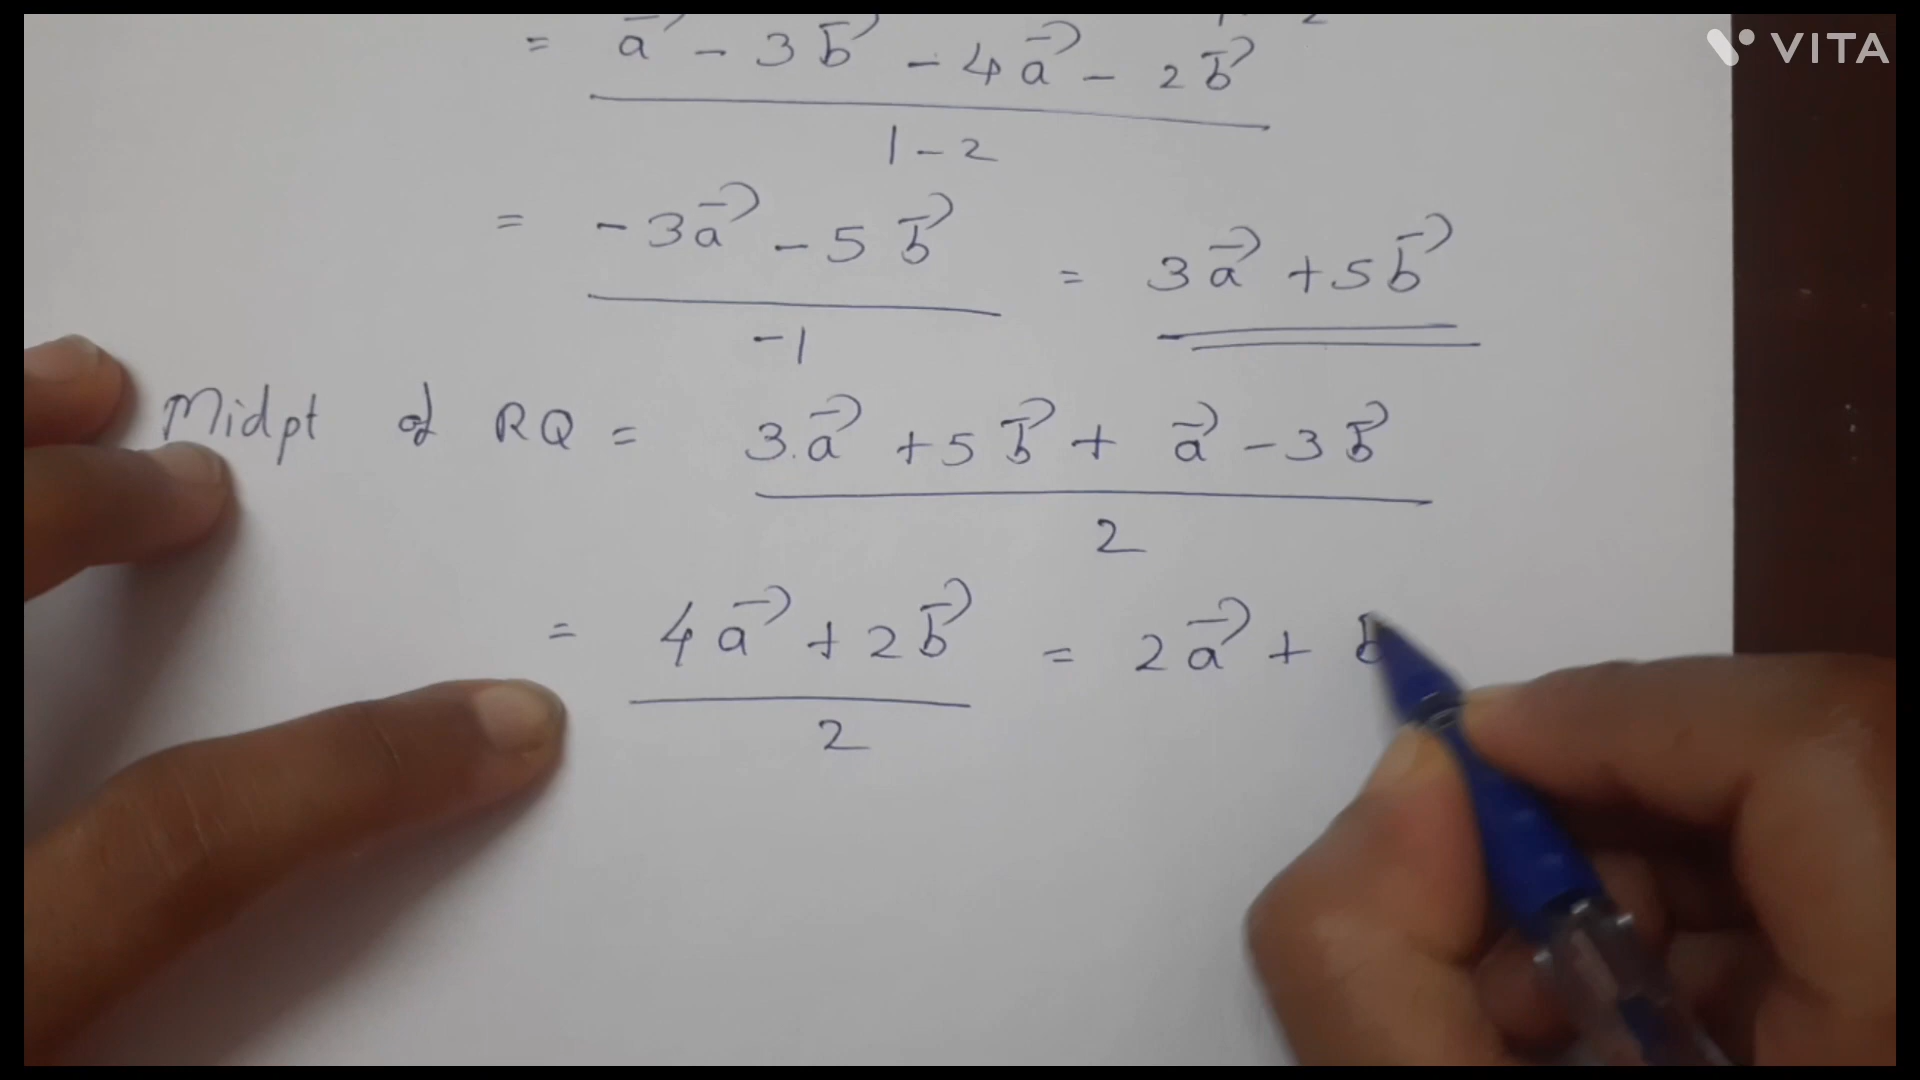 VITA
= a⃗ - 3b⃗ - 4a⃗ - 2b⃗
1-2
= -3a⃗ - 5b⃗ = 3a⃗ + 5b⃗
-1
Midpt of RQ = 3.a⃗ + 5b⃗ + a⃗ - 3b⃗
2
= 4a⃗ + 2b⃗ = 2a⃗ + b
2